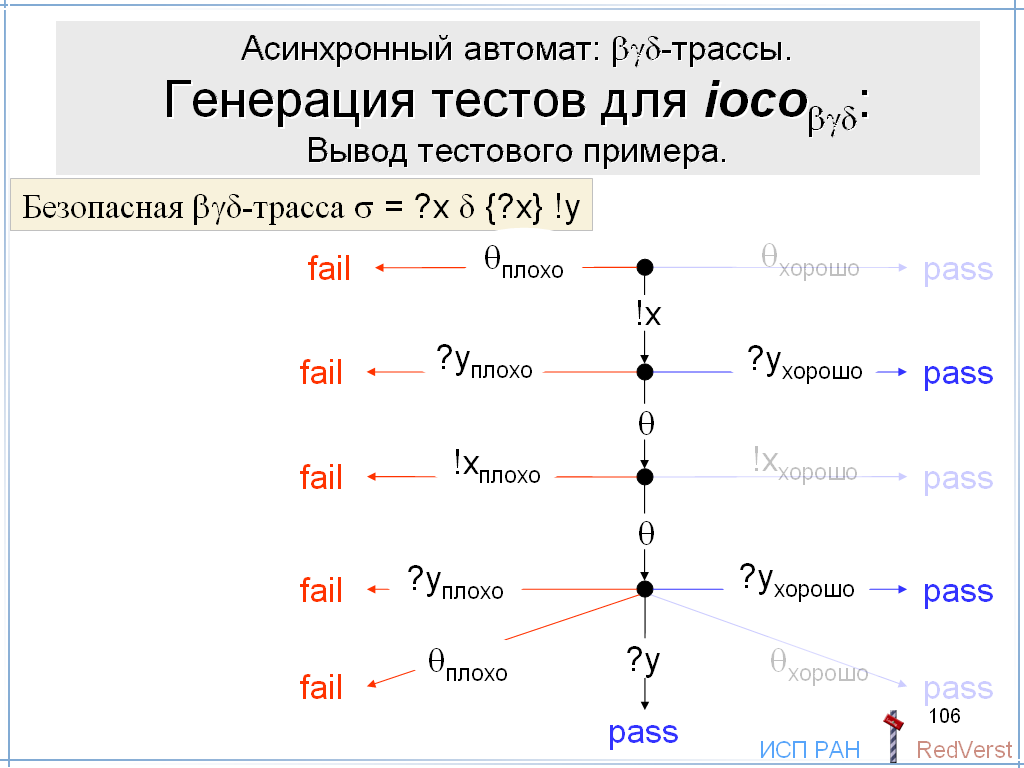 Асинхронный автомат: βγδ-трассы.
Генерация тестов для iocoβγδ:
Вывод тестового примера.
Безопасная βγδ-трасса σ = ?x δ {?x} !y
fail θплохо θхорошо pass
!x
fail ?yплохо ?yхорошо pass
θ
fail !xплохо !xхорошо pass
θ
fail ?yплохо ?yхорошо pass
fail θплохо ?y θхорошо pass
106
pass
ИСП РАН RedVerst